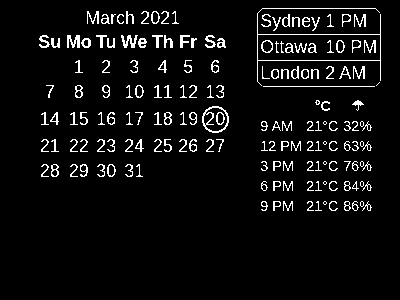 March 2021
Su Mo Tu We Th Fr Sa
1 2 3 4 5 6
7 8 9 10 11 12 13
14 15 16 17 18 19 20
21 22 23 24 25 26 27
28 29 30 31
Sydney 1 PM
Ottawa 10 PM
London 2 AM
°C ☂
9 AM 21°C 32%
12 PM 21°C 63%
3 PM 21°C 76%
6 PM 21°C 84%
9 PM 21°C 86%